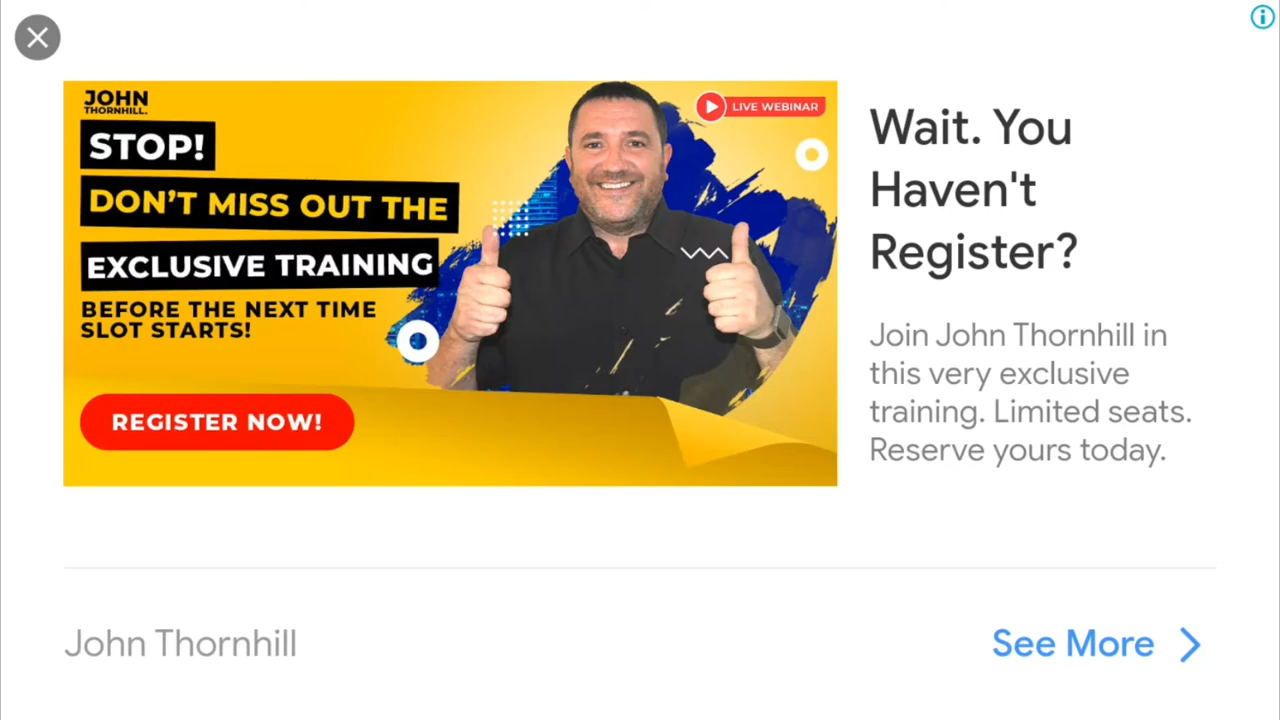 JOHN
THORNHILL.
STOP!
DON'T MISS OUT THE
EXCLUSIVE TRAINING
BEFORE THE NEXT TIME
SLOT STARTS!
REGISTER NOW!
LIVE WEBINAR
Wait. You
Haven't
Register?
Join John Thornhill in
this very exclusive
training. Limited seats.
Reserve yours today.
John Thornhill
See More